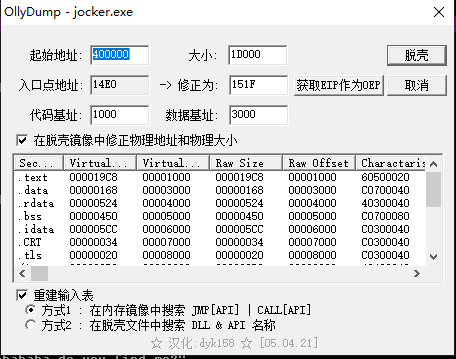 OllyDump - jocker.exe
起始地址: 400000 大小: 1D000 脱壳
入口点地址: 14E0 -> 修正为: 151F 获取EIP作为OEP 取消
代码基址: 1000 数据基址: 3000
在脱壳镜像中修正物理地址和物理大小
Sec... Virtual... Virtual... Raw Size Raw Offset Charactaris
.text 000019C8 00001000 000019C8 00001000 60500020
.data 00000168 00003000 00000168 00003000 C0700040
.rdata 00000524 00004000 00000524 00004000 40300040
.bss 00000450 00005000 00000450 00005000 C0700080
.idata 000005CC 00006000 000005CC 00006000 C0300040
.CRT 00000034 00007000 00000034 00007000 C0300040
.tls 00000020 00008000 00000020 00008000 C0300040
重建输入表
方式1 : 在内存镜像中搜索 JMP[API] | CALL[API]
方式2 : 在脱壳文件中搜索 DLL & API 名称
☆ 汉化:dyk158 ☆ [05.04.21]